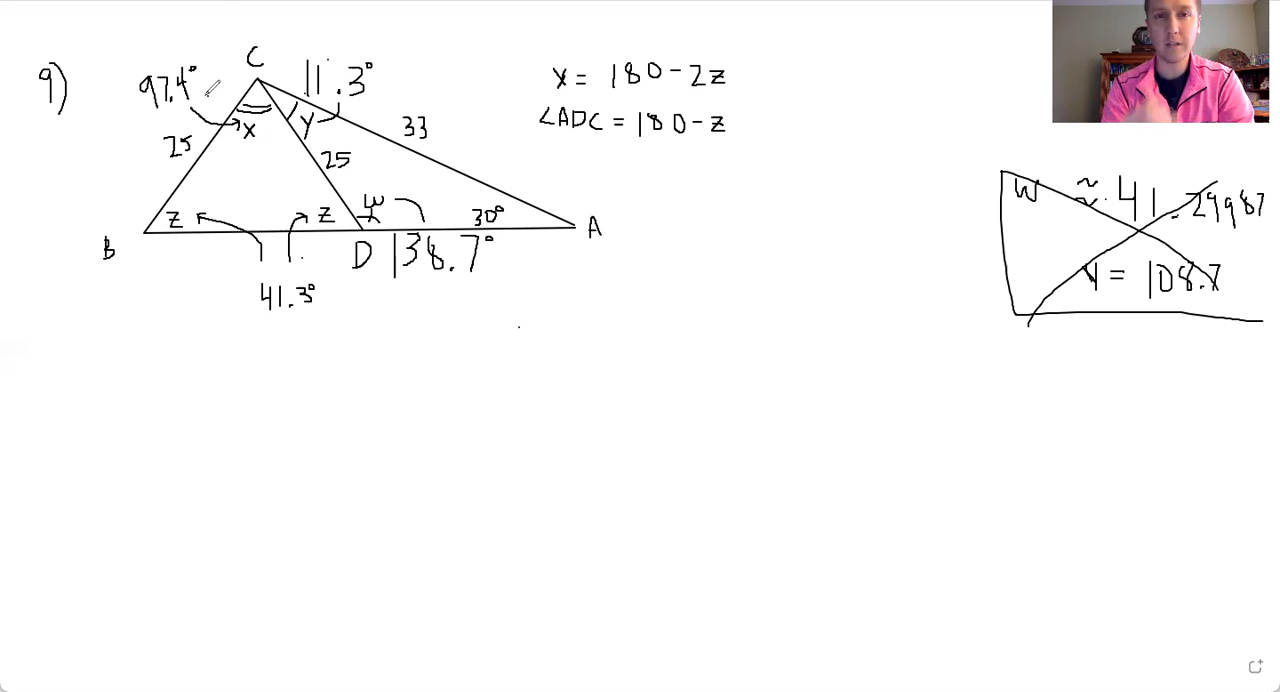 9)
C
97.4°
11.3°
x = 180 - 2z
∠ADC = 180 - z
x
Y
33
25
25
W
z
z
30°
A
B
D
138.7°
41.3°
W ≈ 41.29987
Y = 108.7